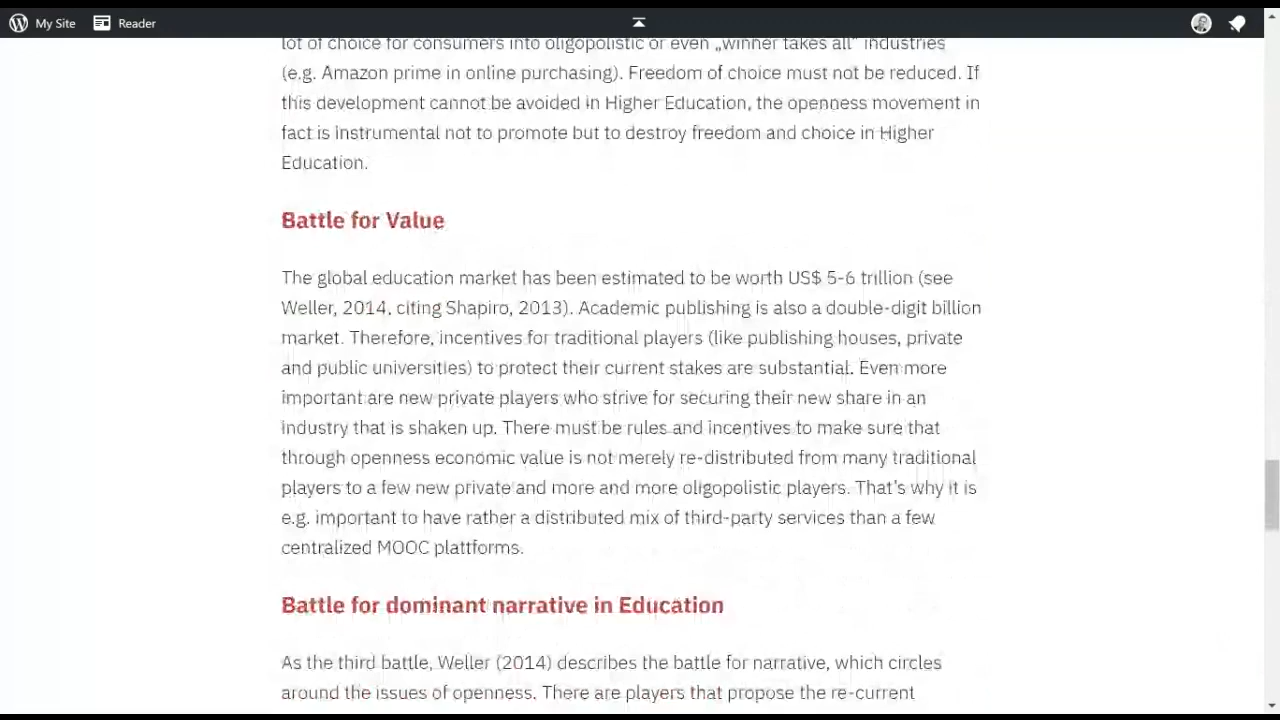 My Site Reader
lot of choice for consumers into oligopolistic or even „winner takes all" industries
(e.g. Amazon prime in online purchasing). Freedom of choice must not be reduced. If
this development cannot be avoided in Higher Education, the openness movement in
fact is instrumental not to promote but to destroy freedom and choice in Higher
Education.
Battle for Value
The global education market has been estimated to be worth US$ 5-6 trillion (see
Weller, 2014, citing Shapiro, 2013). Academic publishing is also a double-digit billion
market. Therefore, incentives for traditional players (like publishing houses, private
and public universities) to protect their current stakes are substantial. Even more
important are new private players who strive for securing their new share in an
industry that is shaken up. There must be rules and incentives to make sure that
through openness economic value is not merely re-distributed from many traditional
players to a few new private and more and more oligopolistic players. That's why it is
e.g. important to have rather a distributed mix of third-party services than a few
centralized MOOC plattforms.
Battle for dominant narrative in Education
As the third battle, Weller (2014) describes the battle for narrative, which circles
around the issues of openness. There are players that propose the re-current